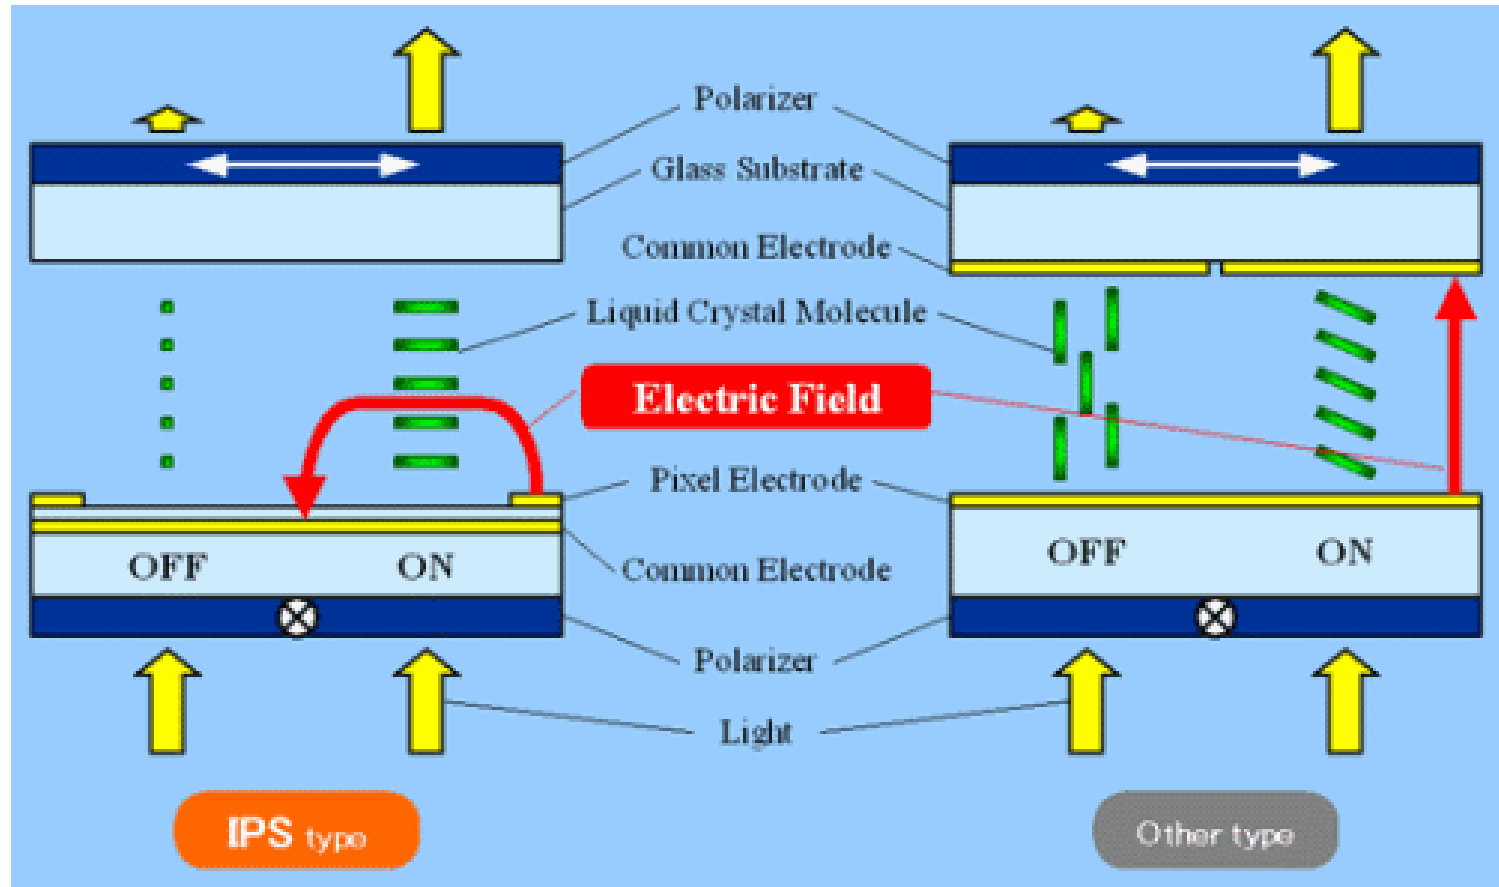 Polarizer
Glass Substrate
Common Electrode
Liquid Crystal Molecule
Electric Field
Pixel Electrode
OFF ON
OFF ON
Common Electrode
Polarizer
Light
IPS type
Other type